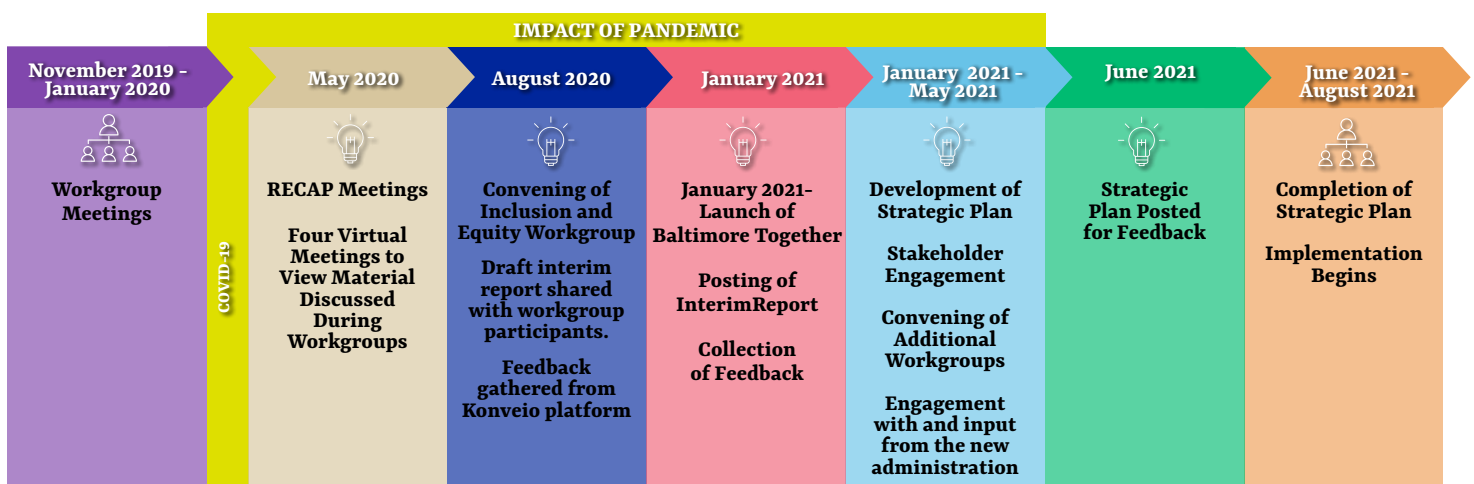 IMPACT OF PANDEMIC
November 2019 -
January 2020
Workgroup
Meetings
COVID-19
May 2020
RECAP Meetings
Four Virtual
Meetings to
View Material
Discussed
During
Workgroups
August 2020
Convening of
Inclusion and
Equity Workgroup
Draft interim
report shared
with workgroup
participants.
Feedback
gathered from
Konveio platform
January 2021
January 2021-
Launch of
Baltimore Together
Posting of
InterimReport
Collection
of Feedback
January 2021 -
May 2021
Development of
Strategic Plan
Stakeholder
Engagement
Convening of
Additional
Workgroups
Engagement
with and input
from the new
administration
June 2021
Strategic
Plan Posted
for Feedback
June 2021 -
August 2021
Completion of
Strategic Plan
Implementation
Begins